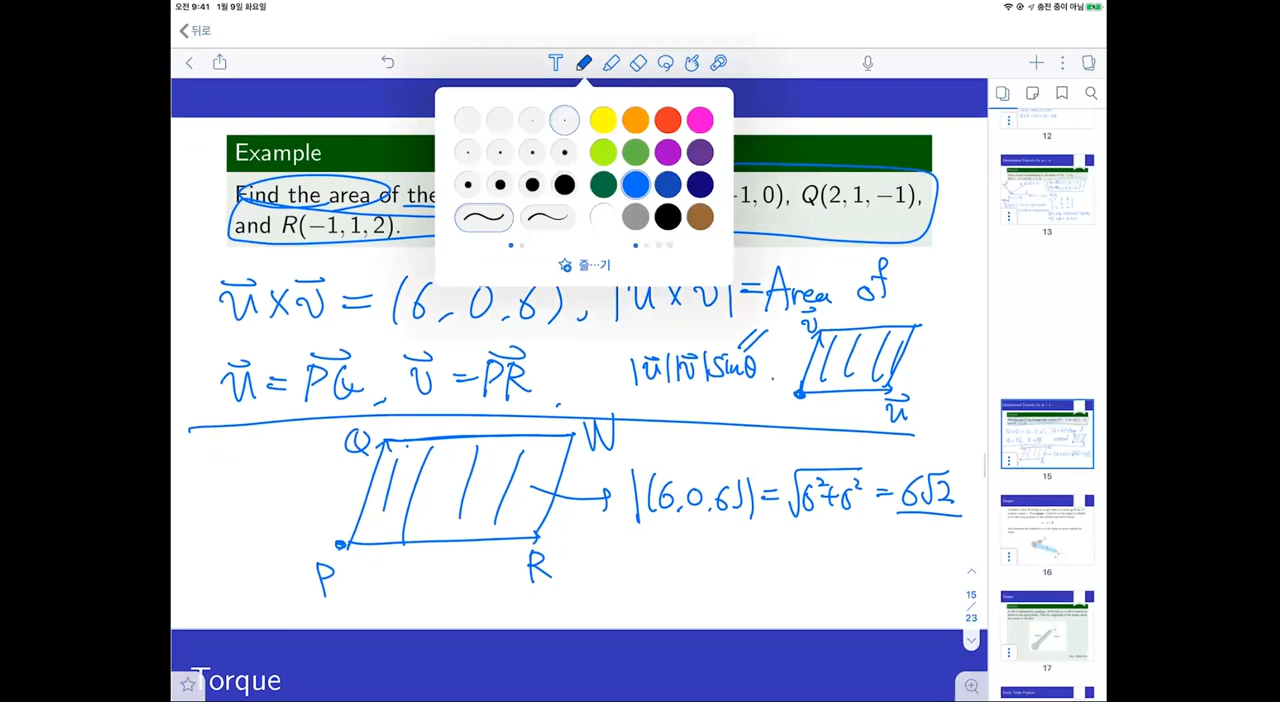 오전 9:41 1월 9일 화요일
충전 중이 아님
뒤로
T
Example
Find the area of the
-1, 0), Q(2, 1, −1),
and R(−1, 1, 2).
즐…기
u⃗ × v⃗ = (6, 0, 6), |u⃗ × v⃗| = Area of
u⃗ = PQ⃗, v⃗ = PR⃗.
|u⃗||v⃗| sinθ.
v⃗
u⃗
Q
W
|(6,0,6)| = √6²+6² = 6√2
P
R
15
/
23
Torque
12
13
15
16
17